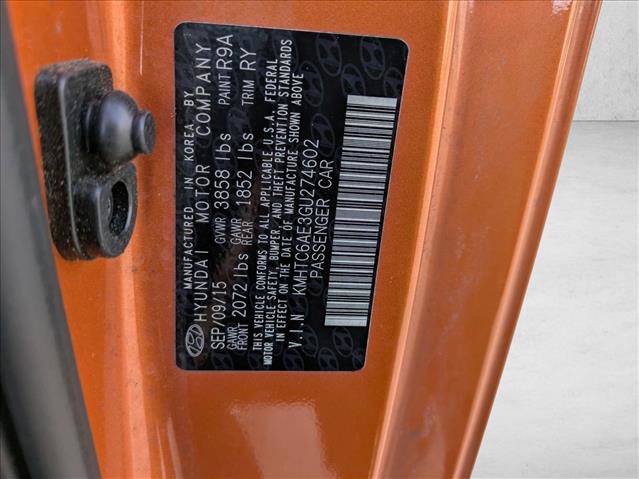 MANUFACTURED IN KOREA BY
HYUNDAI MOTOR COMPANY
SEP/09/15 GVWR 3858 lbs PAINT R9A
GAWR FRONT 2072 lbs GAWR REAR 1852 lbs TRIM RY
THIS VEHICLE CONFORMS TO ALL APPLICABLE U.S.A. FEDERAL
MOTOR VEHICLE SAFETY, BUMPER, AND THEFT PREVENTION STANDARDS
IN EFFECT ON THE DATE OF MANUFACTURE SHOWN ABOVE
V.I.N KMHTC6AE3GU274602
PASSENGER CAR